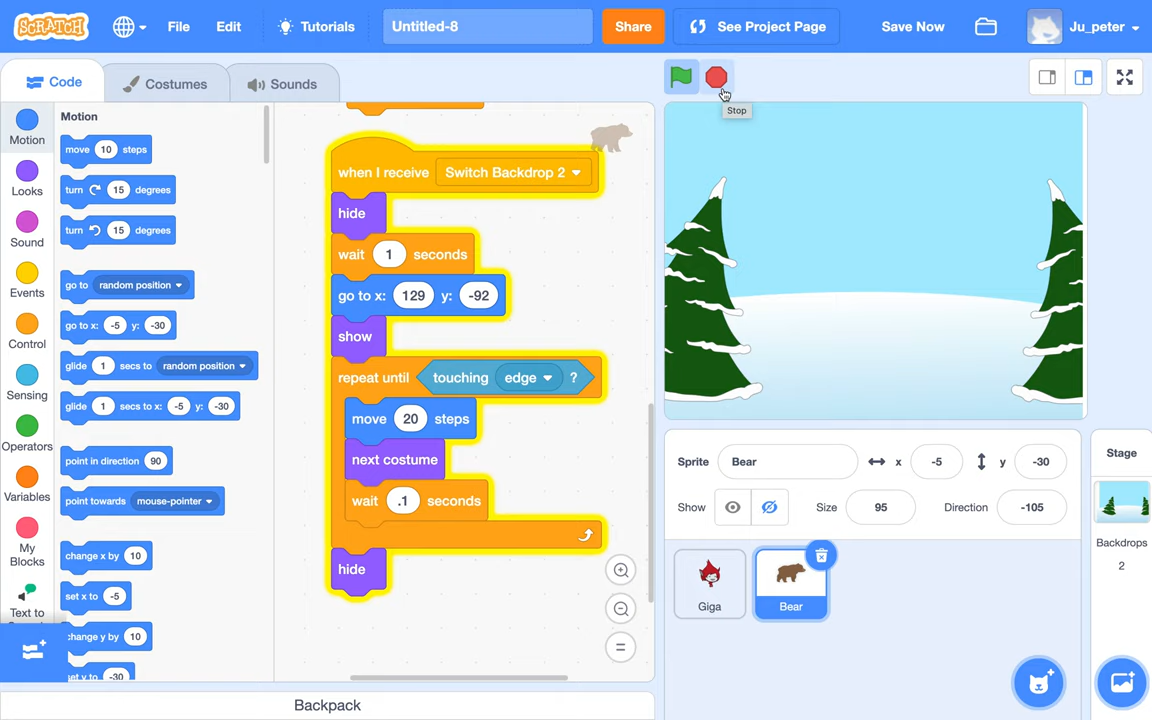 SCRATCH File Edit Tutorials Untitled-8 Share See Project Page Save Now Ju_peter
Code Costumes Sounds
Stop
Motion
Looks
Sound
Events
Control
Sensing
Operators
Variables
My
Blocks
Text to
Motion
move 10 steps
turn 15 degrees
turn 15 degrees
go to random position
go to x: -5 y: -30
glide 1 secs to random position
glide 1 secs to x: -5 y: -30
point in direction 90
point towards mouse-pointer
change x by 10
set x to -5
change y by 10
set y to -30
when I receive Switch Backdrop 2
hide
wait 1 seconds
go to x: 129 y: -92
show
repeat until touching edge ?
move 20 steps
next costume
wait .1 seconds
hide
Backpack
Sprite Bear x -5 y -30
Show Size 95 Direction -105
Giga
Bear
Stage
Backdrops
2